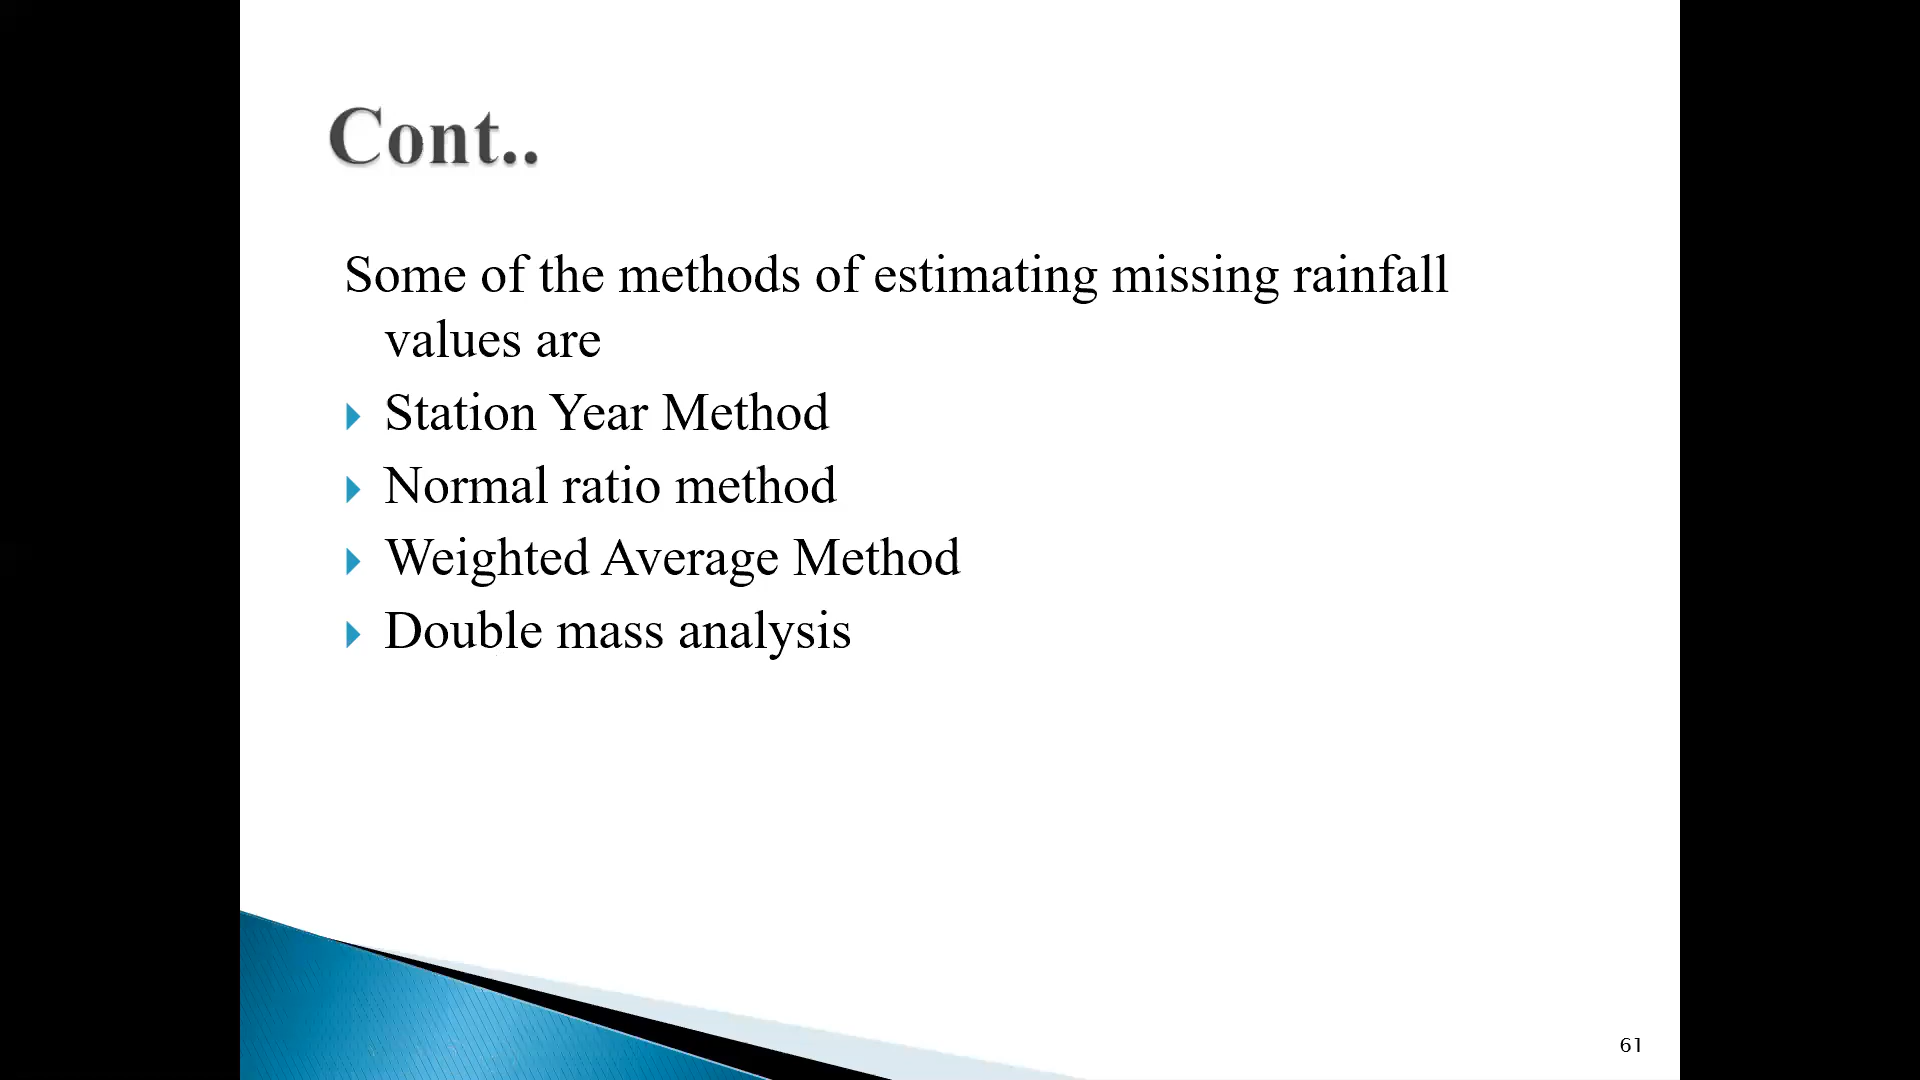 Cont..
Some of the methods of estimating missing rainfall
values are
Station Year Method
Normal ratio method
Weighted Average Method
Double mass analysis
61